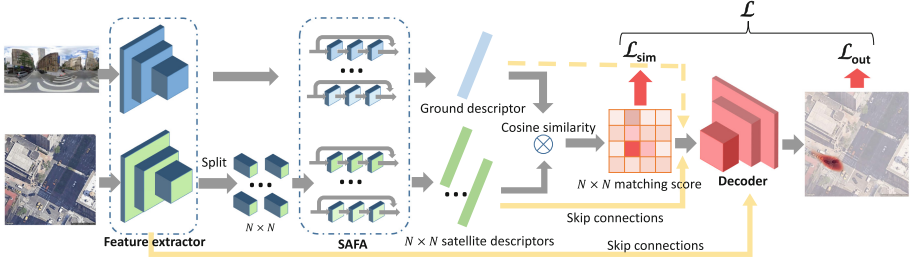 ℒ
ℒsim
ℒout
Ground descriptor
Cosine similarity
Split
N × N
N × N matching score
Decoder
Skip connections
Feature extractor
SAFA
N × N satellite descriptors
Skip connections